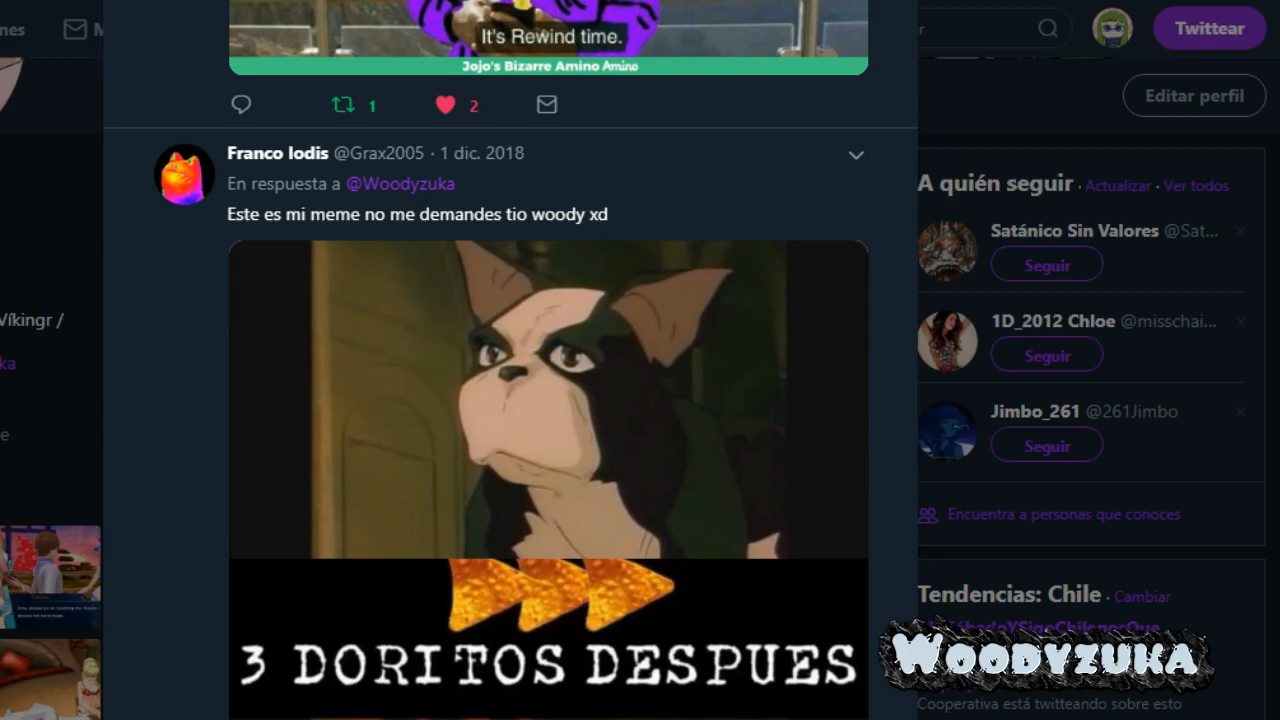 It's Rewind time.
Jojo's Bizarre Amino Amino
nes
M
Twittear
1
2
Editar perfil
Franco Iodis @Grax2005 · 1 dic. 2018
En respuesta a @Woodyzuka
Este es mi meme no me demandes tio woody xd
A quién seguir · Actualizar · Ver todos
Satánico Sin Valores @Sat...
Seguir
1D_2012 Chloe @misschai...
Seguir
Jimbo_261 @261Jimbo
Seguir
Víkingr /
ka
e
Encuentra a personas que conoces
Tendencias: Chile · Cambiar
3 DORITOS DESPUES
WOODYZUKA
Cooperativa está twitteando sobre esto